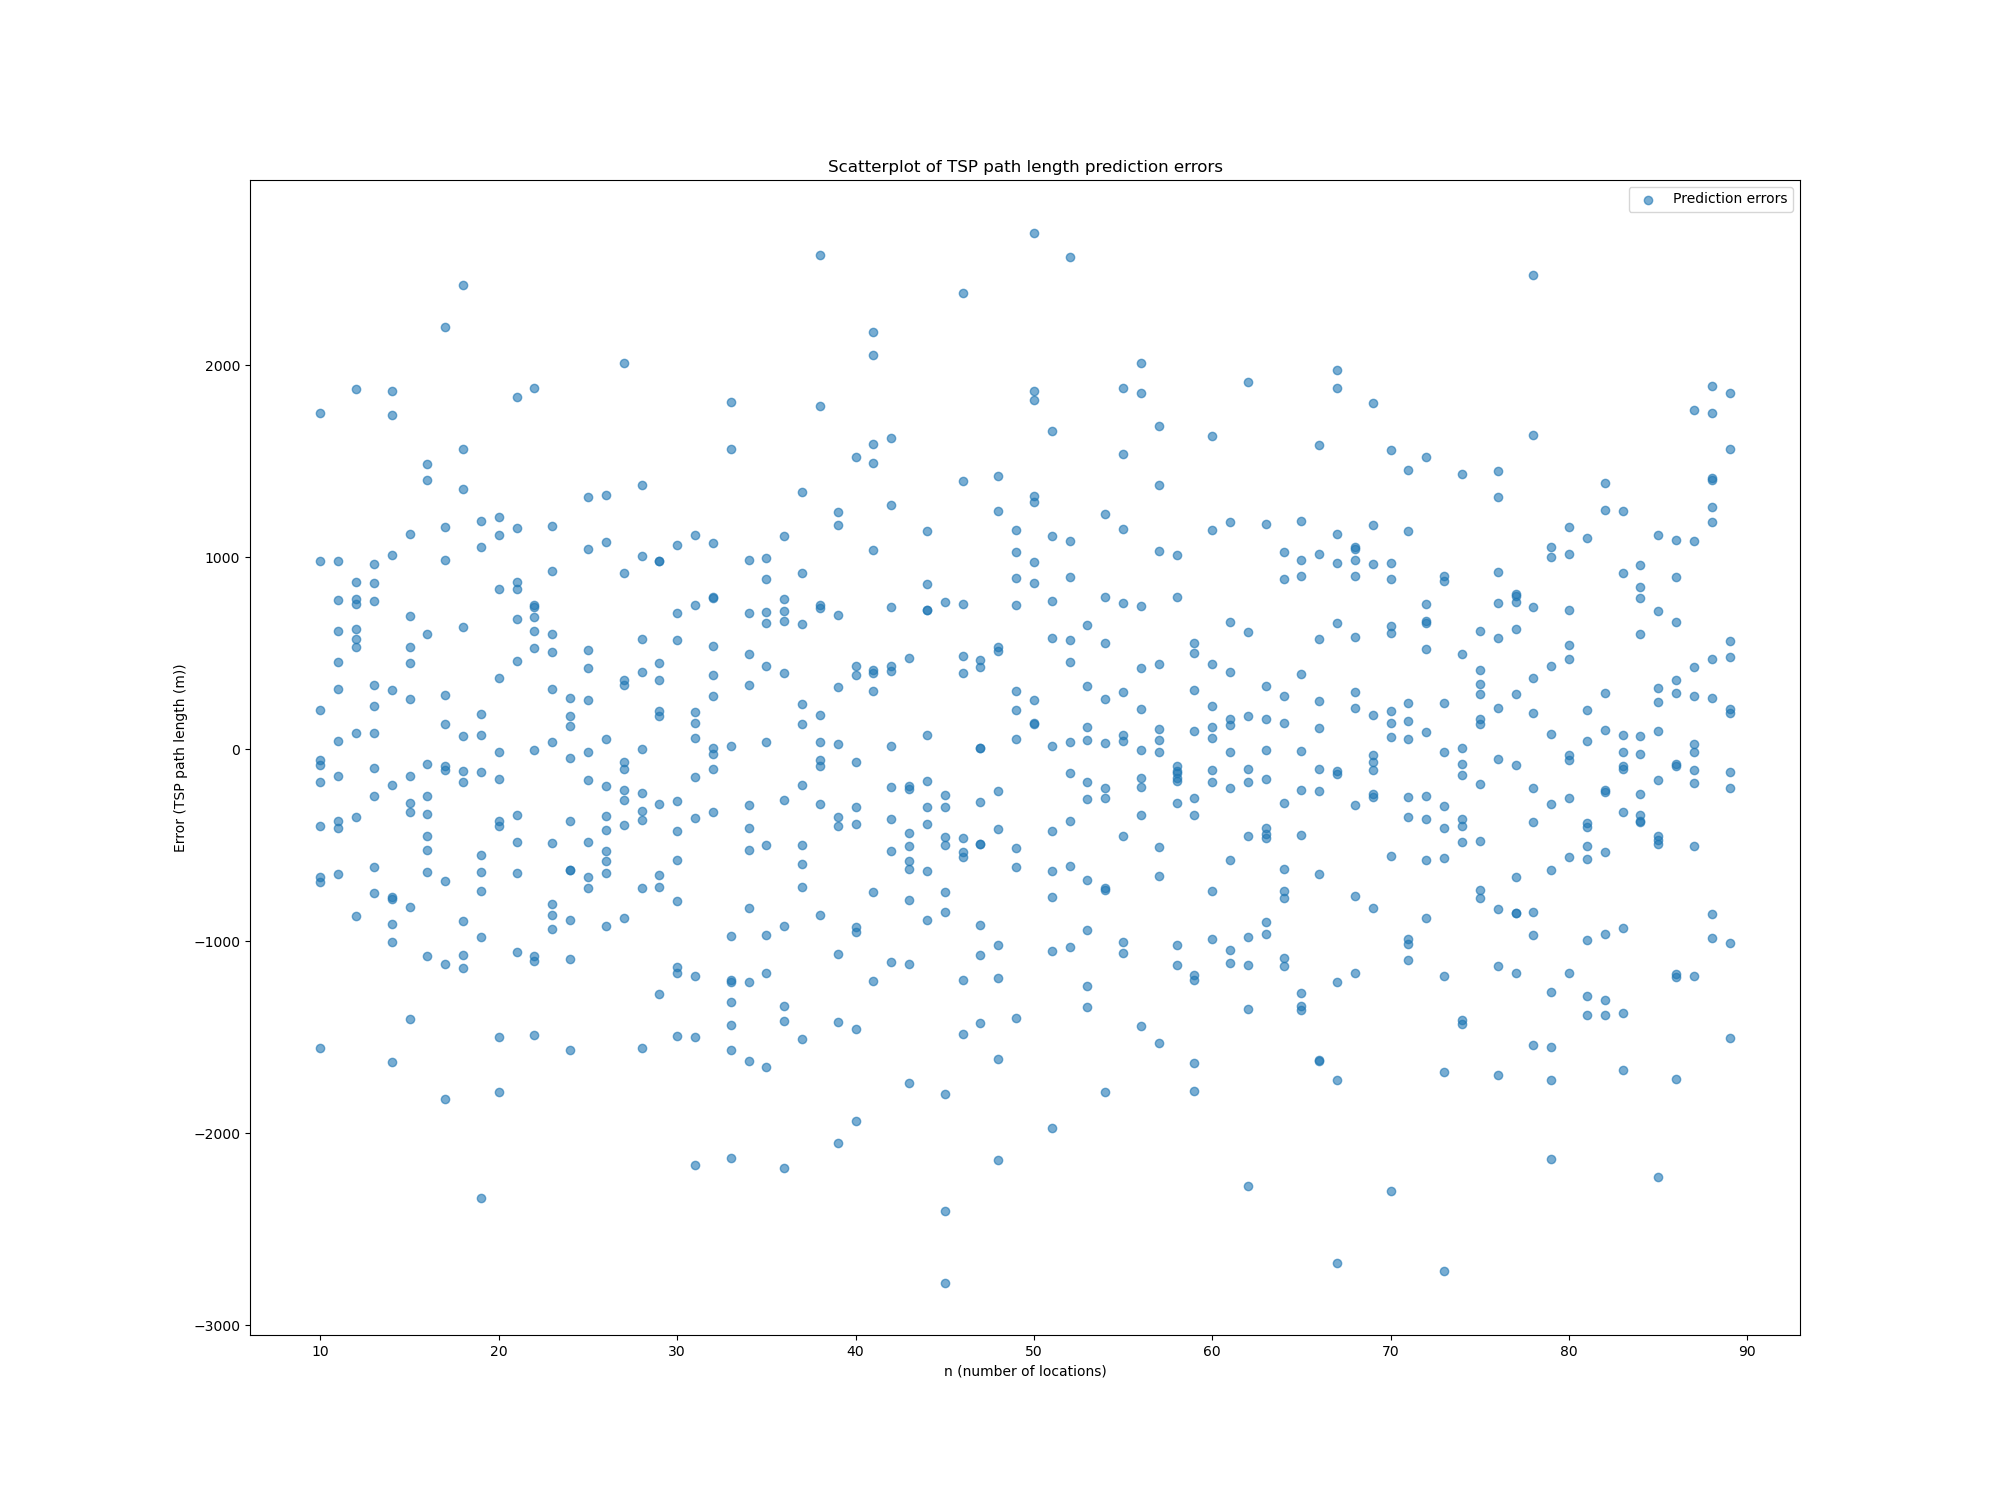 Scatterplot of TSP path length prediction errors
Prediction errors
2000
1000
0
−1000
−2000
−3000
Error (TSP path length (m))
10 20 30 40 50 60 70 80 90
n (number of locations)